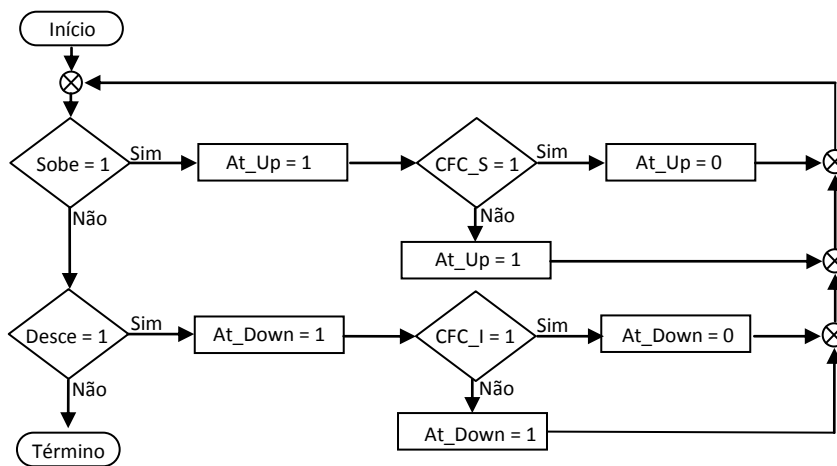 Início
Sobe = 1
Sim
At_Up = 1
CFC_S = 1
Sim
At_Up = 0
Não
Não
At_Up = 1
Desce = 1
Sim
At_Down = 1
CFC_I = 1
Sim
At_Down = 0
Não
Não
At_Down = 1
Término